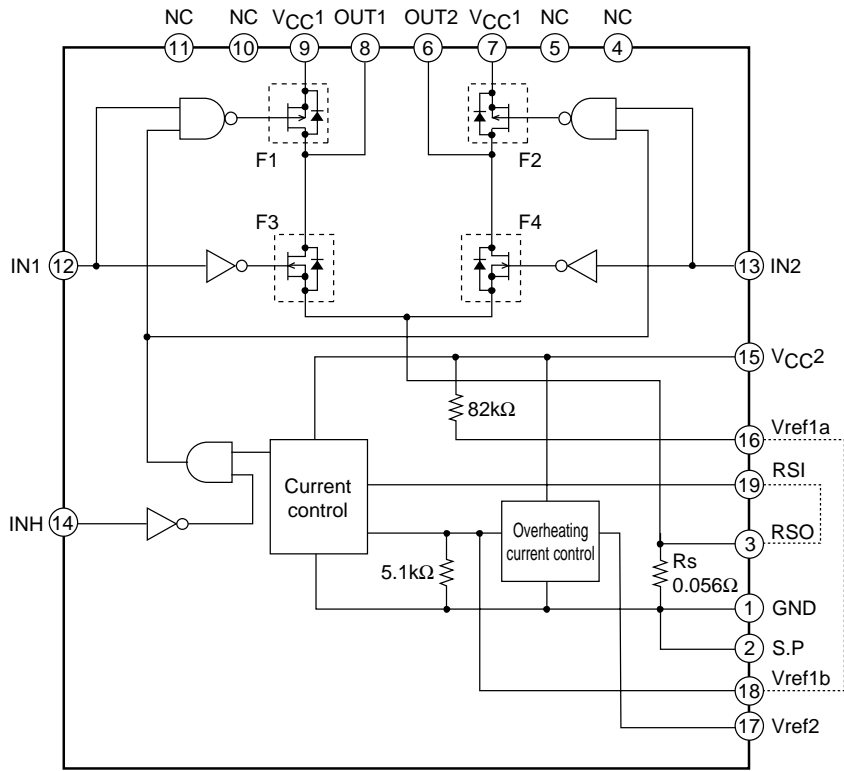 NC NC VCC1 OUT1 OUT2 VCC1 NC NC
11 10 9 8 6 7 5 4
F1 F2
F3 F4
IN1 12
13 IN2
15 VCC2
82kΩ
16 Vref1a
Current
control
19 RSI
INH 14
Overheating
current control
3 RSO
5.1kΩ
Rs
0.056Ω
1 GND
2 S.P
18 Vref1b
17 Vref2